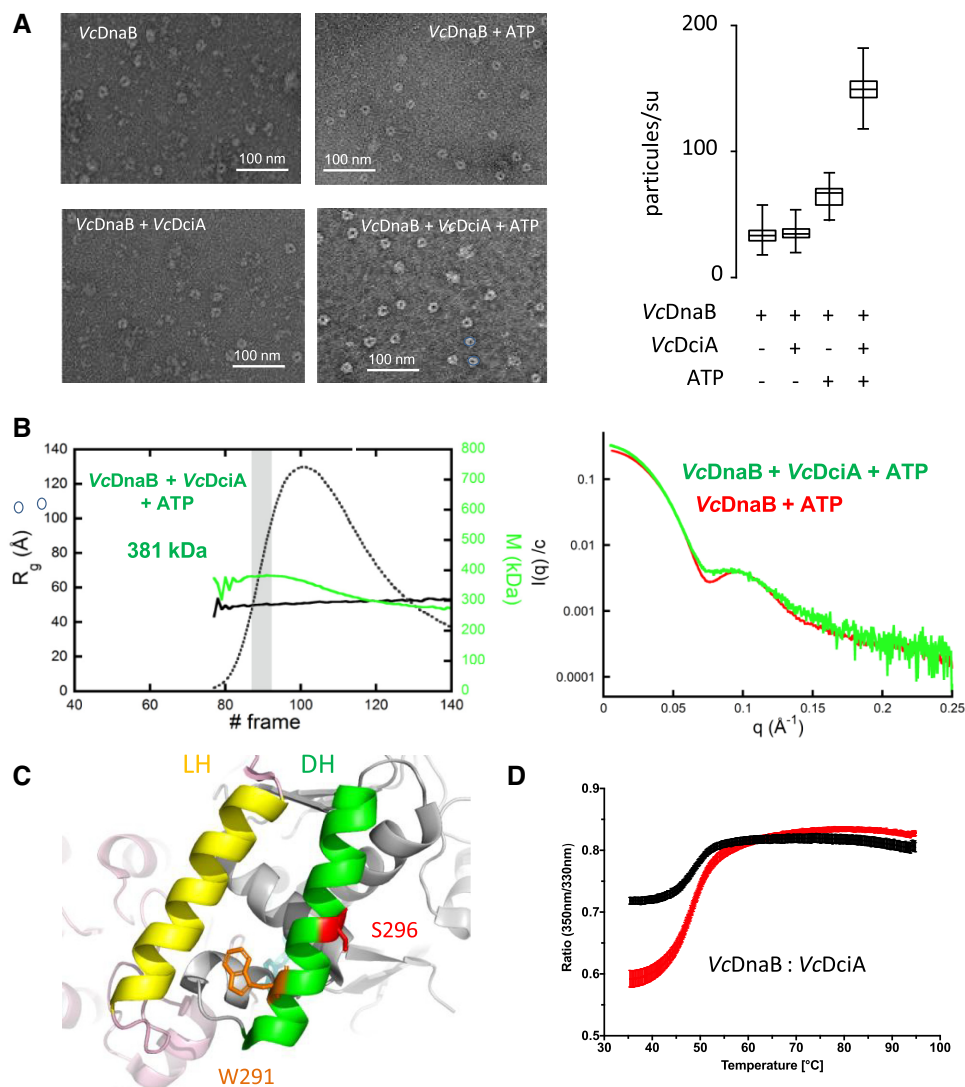 A
VcDnaB
100 nm
VcDnaB + ATP
100 nm
VcDnaB + VcDciA
100 nm
VcDnaB + VcDciA + ATP
100 nm
particules/su
200
100
0
VcDnaB + + + +
VcDciA - + - +
ATP - - + +
B
Rg (Å)
140
120
100
80
60
40
20
0
40 60 80 100 120 140
# frame
VcDnaB + VcDciA
+ ATP
381 kDa
800
700
600
500
400
300
200
100
0
M (kDa)
I(q) /c
0.1
0.01
0.001
0.0001
0 0.05 0.1 0.15 0.2 0.25
q (Å-1)
VcDnaB + VcDciA + ATP
VcDnaB + ATP
C
LH
DH
S296
W291
D
Ratio (350nm/330nm)
0.9
0.8
0.7
0.6
0.5
30 40 50 60 70 80 90 100
Temperature [°C]
VcDnaB : VcDciA